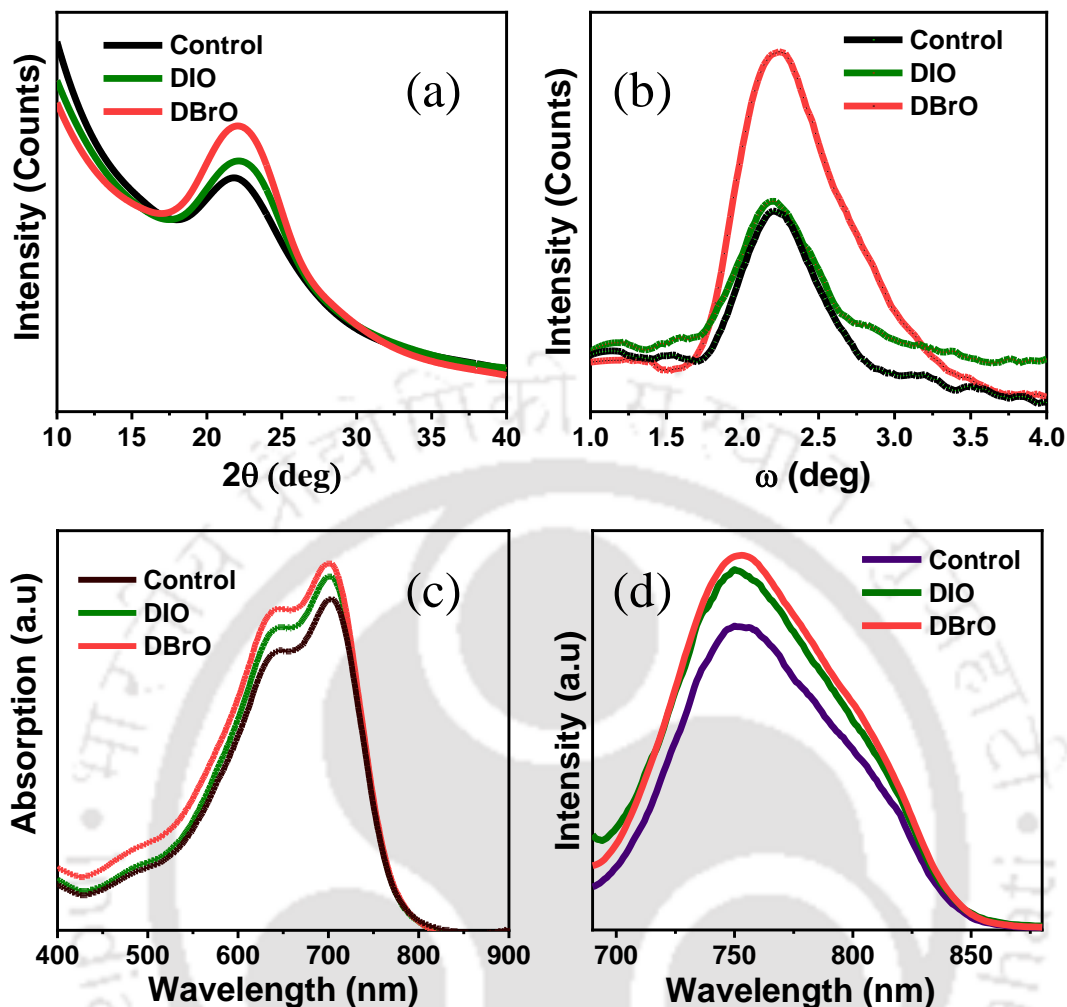 Control
DIO
DBrO
(a)
Intensity (Counts)
10 15 20 25 30 35 40
2θ (deg)
Control
DIO
DBrO
(b)
Intensity (Counts)
1.0 1.5 2.0 2.5 3.0 3.5 4.0
ω (deg)
Control
DIO
DBrO
(c)
Absorption (a.u)
400 500 600 700 800 900
Wavelength (nm)
Control
DIO
DBrO
(d)
Intensity (a.u)
700 750 800 850
Wavelength (nm)